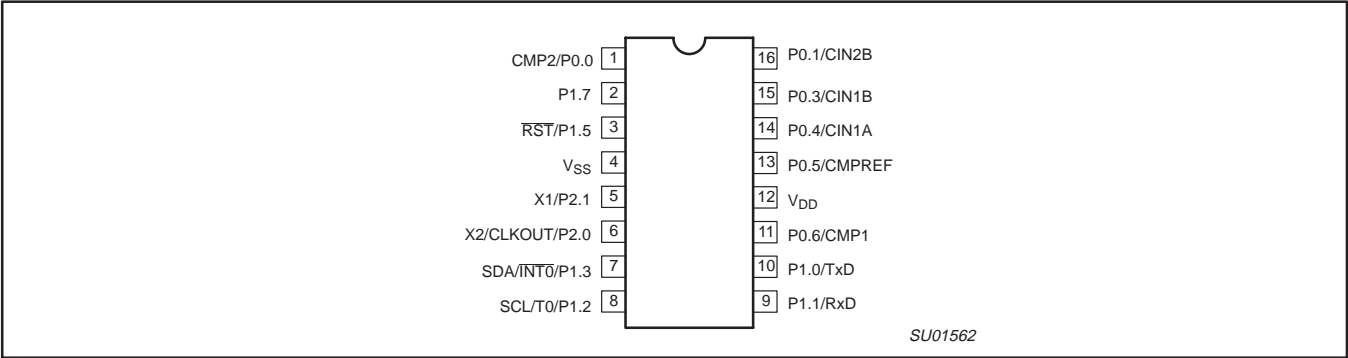 CMP2/P0.0 1 16 P0.1/CIN2B
P1.7 2 15 P0.3/CIN1B
R̅S̅T̅/P1.5 3 14 P0.4/CIN1A
VSS 4 13 P0.5/CMPREF
X1/P2.1 5 12 VDD
X2/CLKOUT/P2.0 6 11 P0.6/CMP1
SDA/I̅N̅T̅0̅/P1.3 7 10 P1.0/TxD
SCL/T0/P1.2 8 9 P1.1/RxD
SU01562